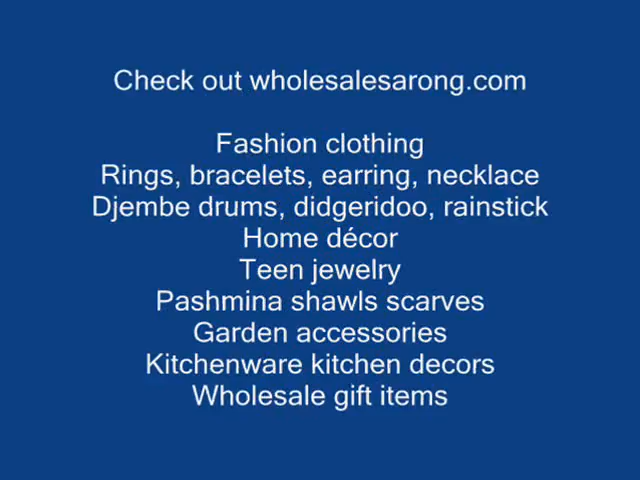 Check out wholesalesarong.com
Fashion clothing
Rings, bracelets, earring, necklace
Djembe drums, didgeridoo, rainstick
Home décor
Teen jewelry
Pashmina shawls scarves
Garden accessories
Kitchenware kitchen decors
Wholesale gift items